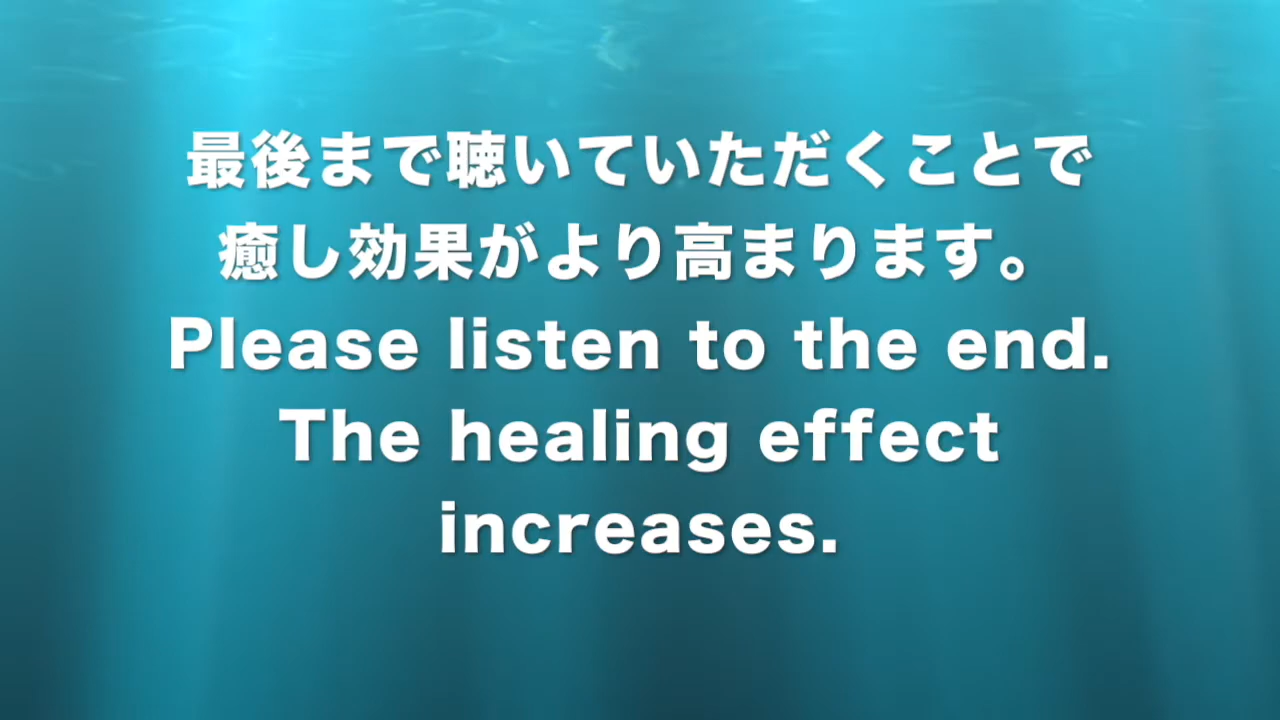 最後まで聴いていただくことで
癒し効果がより高まります。
Please listen to the end.
The healing effect
increases.